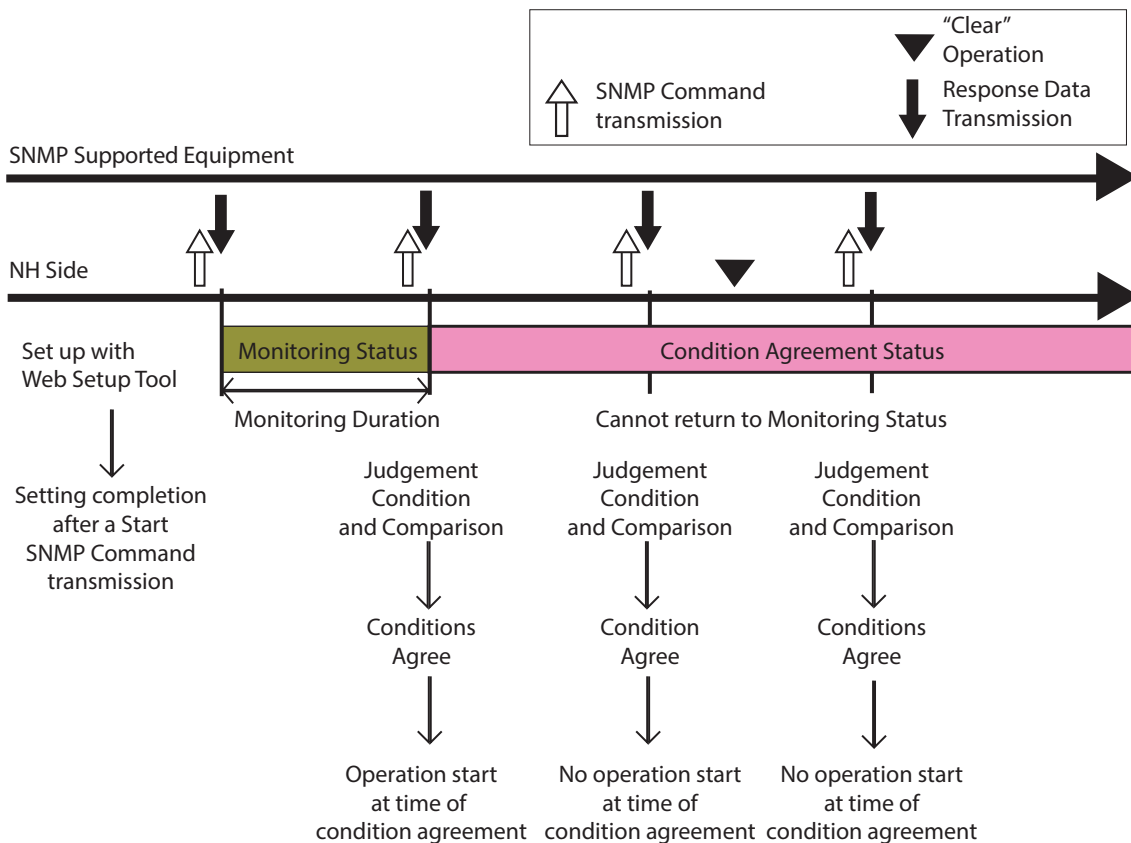 “Clear”
Operation
SNMP Command
transmission
Response Data
Transmission
SNMP Supported Equipment
NH Side
Set up with
Web Setup Tool
Monitoring Status
Condition Agreement Status
Monitoring Duration
Cannot return to Monitoring Status
Setting completion
after a Start
SNMP Command
transmission
Judgement
Condition
and Comparison
Conditions
Agree
Operation start
at time of
condition agreement
Judgement
Condition
and Comparison
Condition
Agree
No operation start
at time of
condition agreement
Judgement
Condition
and Comparison
Conditions
Agree
No operation start
at time of
condition agreement